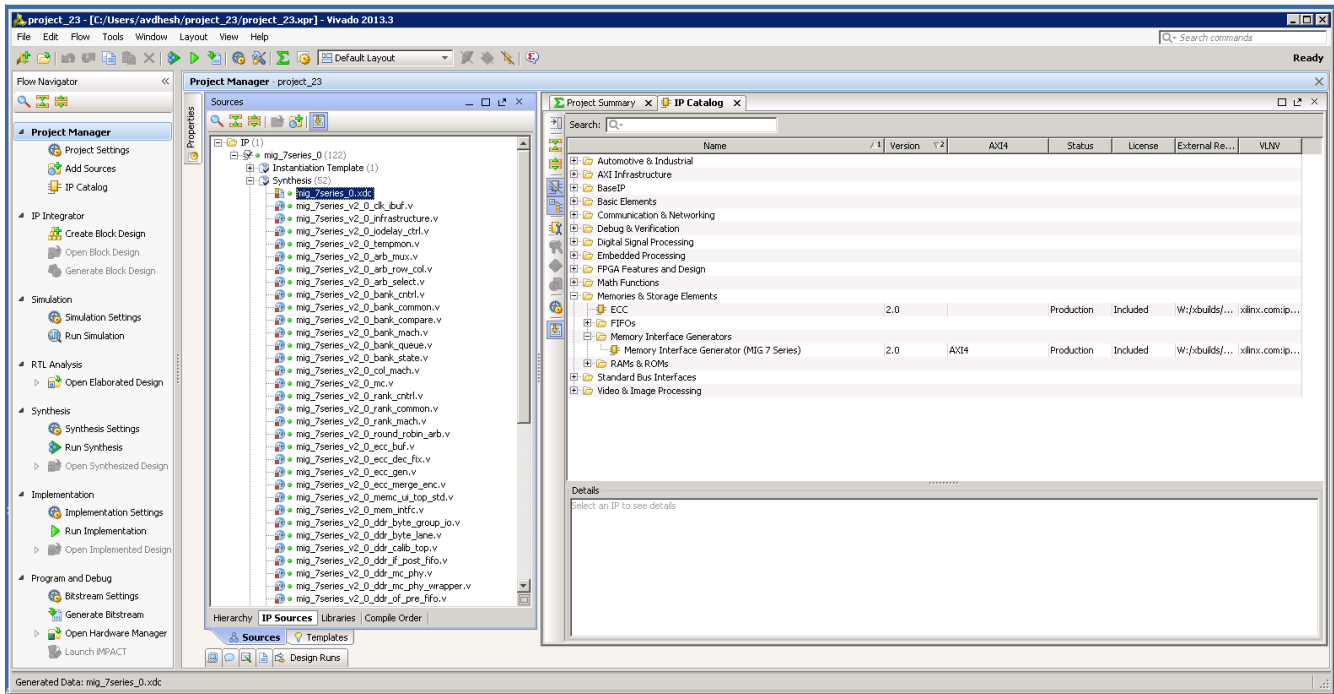 project_23 - [C:/Users/avdhesh/project_23/project_23.xpr] - Vivado 2013.3
File Edit Flow Tools Window Layout View Help
Search commands
Default Layout
Ready
Flow Navigator
Project Manager
Project Settings
Add Sources
IP Catalog
IP Integrator
Create Block Design
Open Block Design
Generate Block Design
Simulation
Simulation Settings
Run Simulation
RTL Analysis
Open Elaborated Design
Synthesis
Synthesis Settings
Run Synthesis
Open Synthesized Design
Implementation
Implementation Settings
Run Implementation
Open Implemented Design
Program and Debug
Bitstream Settings
Generate Bitstream
Open Hardware Manager
Launch iMPACT
Project Manager - project_23
Properties
Sources
IP (1)
mig_7series_0 (122)
Instantiation Template (1)
Synthesis (52)
mig_7series_0.xdc
mig_7series_v2_0_clk_ibuf.v
mig_7series_v2_0_infrastructure.v
mig_7series_v2_0_iodelay_ctrl.v
mig_7series_v2_0_tempmon.v
mig_7series_v2_0_arb_mux.v
mig_7series_v2_0_arb_row_col.v
mig_7series_v2_0_arb_select.v
mig_7series_v2_0_bank_cntrl.v
mig_7series_v2_0_bank_common.v
mig_7series_v2_0_bank_compare.v
mig_7series_v2_0_bank_mach.v
mig_7series_v2_0_bank_queue.v
mig_7series_v2_0_bank_state.v
mig_7series_v2_0_col_mach.v
mig_7series_v2_0_mc.v
mig_7series_v2_0_rank_cntrl.v
mig_7series_v2_0_rank_common.v
mig_7series_v2_0_rank_mach.v
mig_7series_v2_0_round_robin_arb.v
mig_7series_v2_0_ecc_buf.v
mig_7series_v2_0_ecc_dec_fix.v
mig_7series_v2_0_ecc_gen.v
mig_7series_v2_0_ecc_merge_enc.v
mig_7series_v2_0_memc_ui_top_std.v
mig_7series_v2_0_mem_intfc.v
mig_7series_v2_0_ddr_byte_group_io.v
mig_7series_v2_0_ddr_byte_lane.v
mig_7series_v2_0_ddr_calib_top.v
mig_7series_v2_0_ddr_if_post_fifo.v
mig_7series_v2_0_ddr_mc_phy.v
mig_7series_v2_0_ddr_mc_phy_wrapper.v
mig_7series_v2_0_ddr_of_pre_fifo.v
Hierarchy IP Sources Libraries Compile Order
Sources Templates
Design Runs
Project Summary IP Catalog
Search:
Name 1 Version 2 AXI4 Status License External Re... VLNV
Automotive & Industrial
AXI Infrastructure
BaseIP
Basic Elements
Communication & Networking
Debug & Verification
Digital Signal Processing
Embedded Processing
FPGA Features and Design
Math Functions
Memories & Storage Elements
ECC 2.0 Production Included W:/xbuilds/... xilinx.com:ip...
FIFOs
Memory Interface Generators
Memory Interface Generator (MIG 7 Series) 2.0 AXI4 Production Included W:/xbuilds/... xilinx.com:ip...
RAMs & ROMs
Standard Bus Interfaces
Video & Image Processing
Details
Select an IP to see details
Generated Data: mig_7series_0.xdc